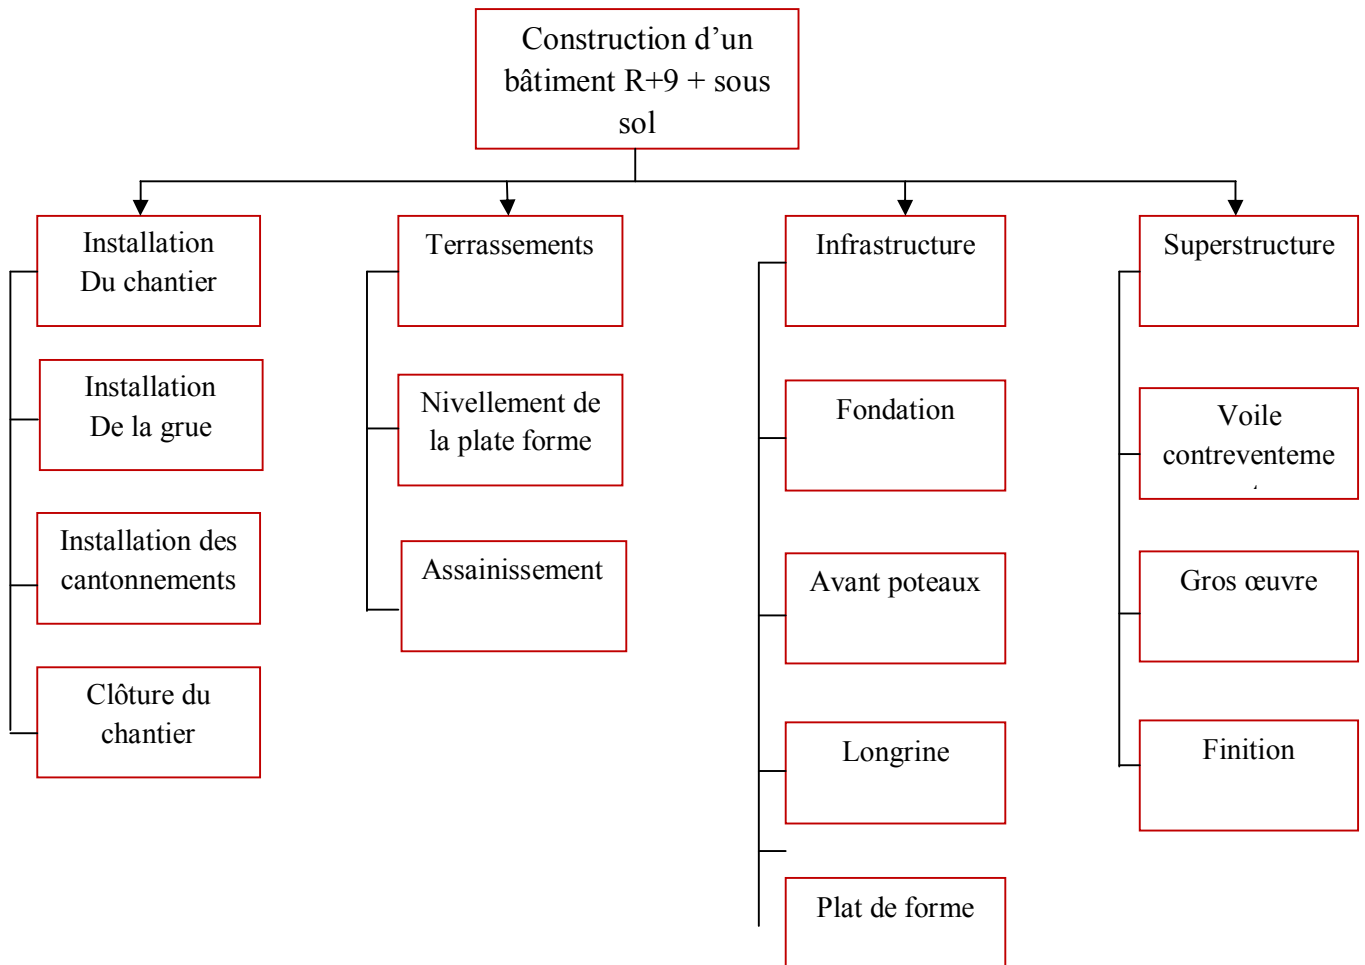 Construction d’un
bâtiment R+9 + sous
sol
Installation
Du chantier
Installation
De la grue
Installation des
cantonnements
Clôture du
chantier
Terrassements
Nivellement de
la plate forme
Assainissement
Infrastructure
Fondation
Avant poteaux
Longrine
Plat de forme
Superstructure
Voile
contreventeme
Gros œuvre
Finition